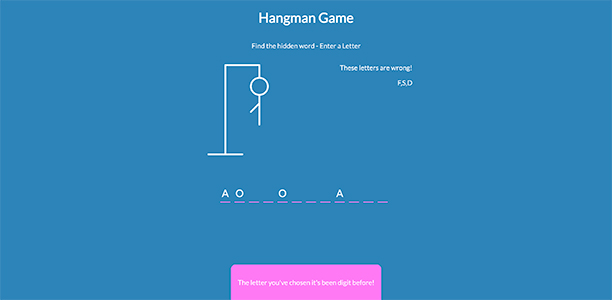 Hangman Game
Find the hidden word - Enter a Letter
These letters are wrong!
F,S,D
A O _ _ O _ _ _ A _ _ _
The letter you've chosen it's been digit before!